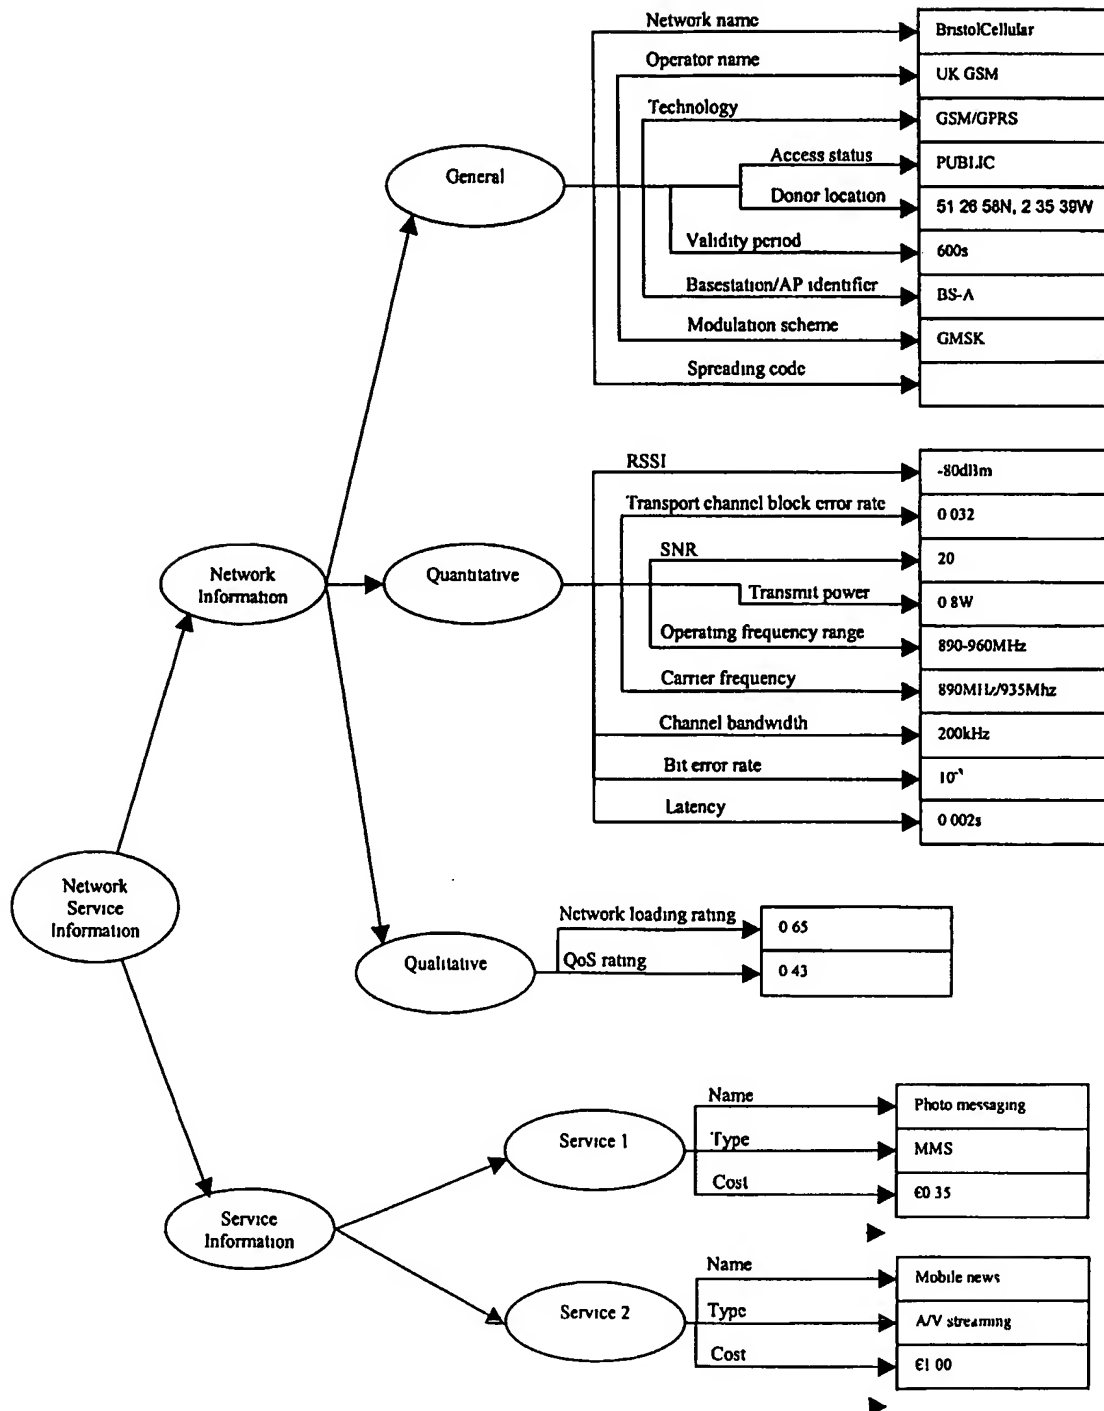 Network name
BristolCellular
Operator name
UK GSM
Technology
GSM/GPRS
General
Access status
PUBLIC
Donor location
51 26 58N, 2 35 39W
Validity period
600s
Basestation/AP identifier
BS-A
Modulation scheme
GMSK
Spreading code
RSSI
-80dBm
Transport channel block error rate
0 032
SNR
20
Network
Information
Quantitative
Transmit power
0 8W
Operating frequency range
890-960MHz
Carrier frequency
890MHz/935Mhz
Channel bandwidth
200kHz
Bit error rate
Latency
0 002s
Network
Service
Information
Network loading rating
0 65
Qualitative
QoS rating
0 43
Name
Photo messaging
Service 1
Type
MMS
Cost
€0 35
Service
Information
Name
Mobile news
Service 2
Type
A/V streaming
Cost
€1 00